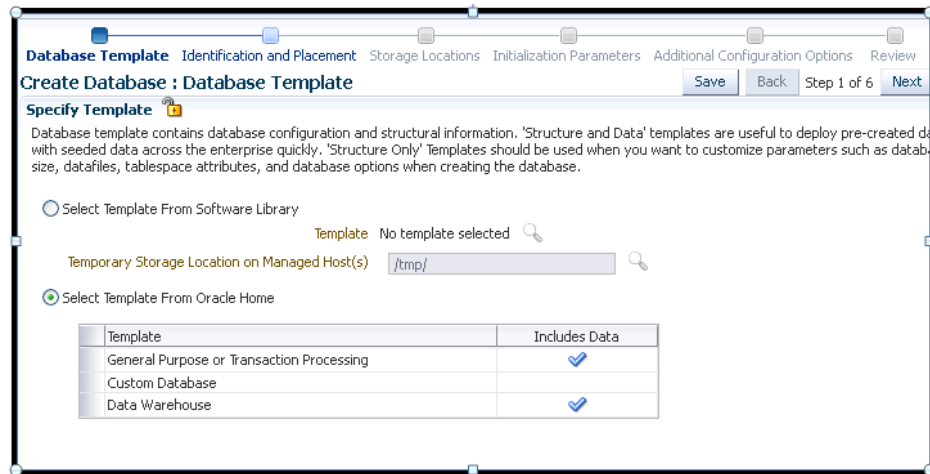 Database Template Identification and Placement Storage Locations Initialization Parameters Additional Configuration Options Review
Create Database : Database Template Save Back Step 1 of 6 Next
Specify Template
Database template contains database configuration and structural information. 'Structure and Data' templates are useful to deploy pre-created
with seeded data across the enterprise quickly. 'Structure Only' Templates should be used when you want to customize parameters such as
size, datafiles, tablespace attributes, and database options when creating the database.
Select Template From Software Library
Template No template selected
Temporary Storage Location on Managed Host(s) /tmp/
Select Template From Oracle Home
Template Includes Data
General Purpose or Transaction Processing
Custom Database
Data Warehouse